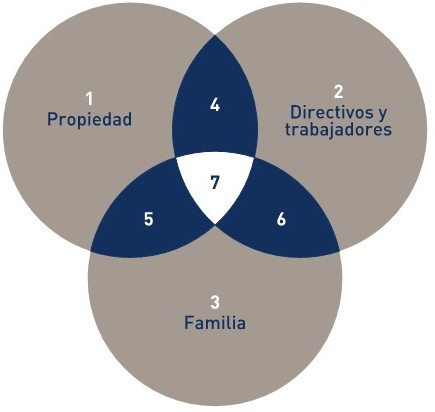 1
Propiedad
2
Directivos y
trabajadores
4
7
5
6
3
Familia